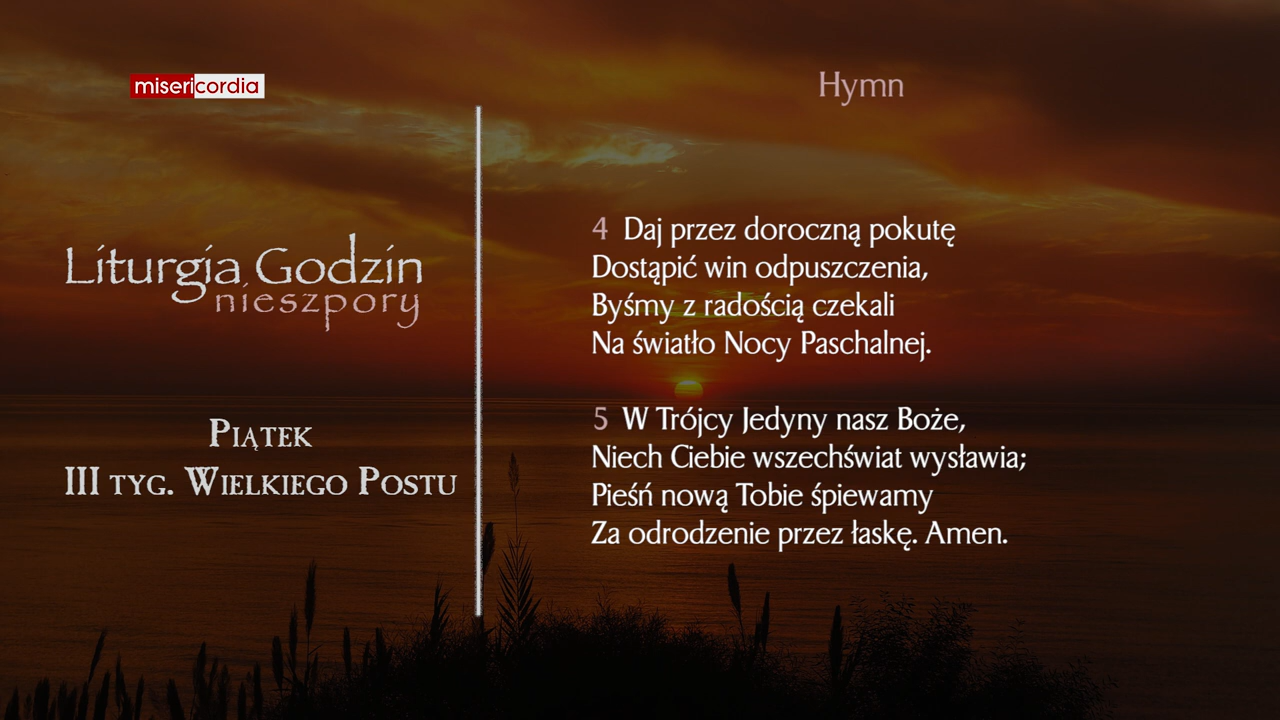 misericordia
Hymn
Liturgia Godzin
nieszpory
Piątek
III tyg. Wielkiego Postu
4 Daj przez doroczną pokutę
Dostąpić win odpuszczenia,
Byśmy z radością czekali
Na światło Nocy Paschalnej.
5 W Trójcy Jedyny nasz Boże,
Niech Ciebie wszechświat wysławia;
Pieśń nową Tobie śpiewamy
Za odrodzenie przez łaskę. Amen.